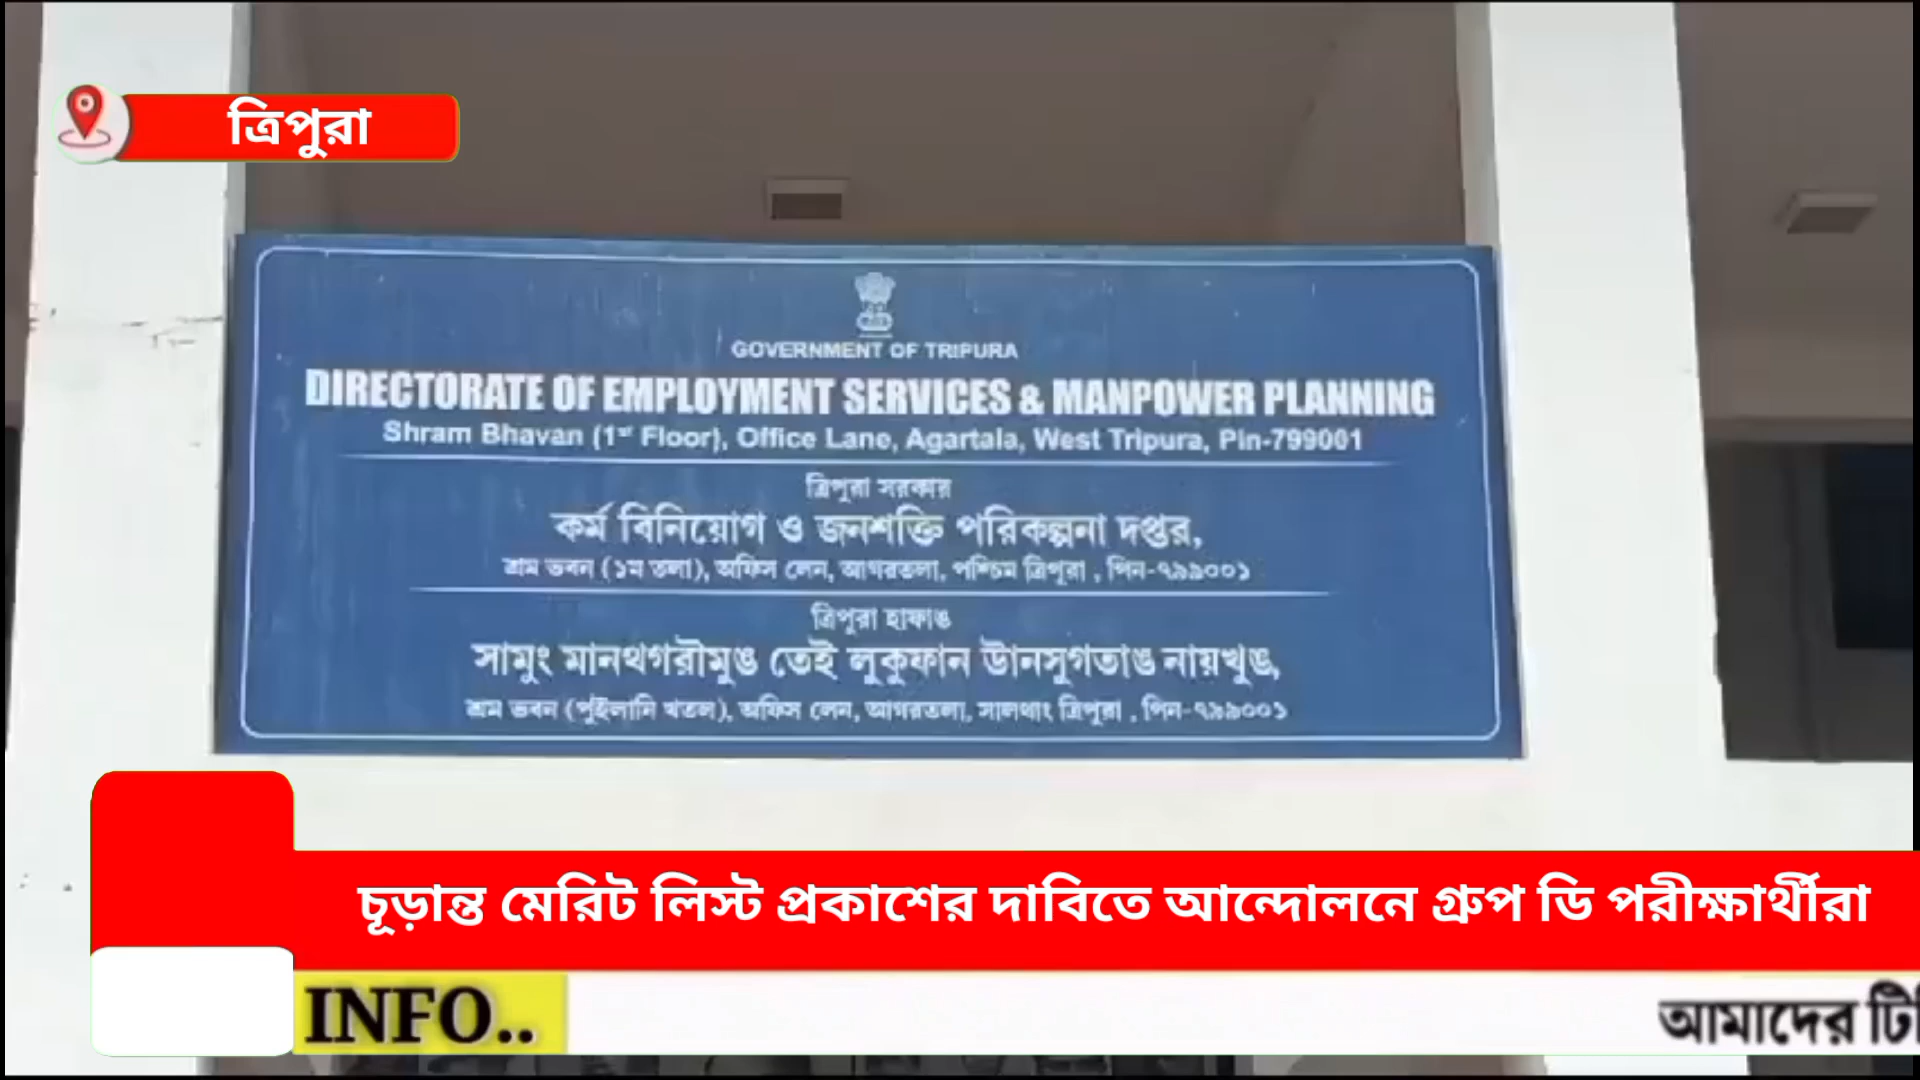 ত্রিপুরা
GOVERNMENT OF TRIPURA
DIRECTORATE OF EMPLOYMENT SERVICES & MANPOWER PLANNING
Shram Bhavan (1st Floor), Office Lane, Agartala, West Tripura, Pin-799001
ত্রিপুরা সরকার
কর্ম বিনিয়োগ ও জনশক্তি পরিকল্পনা দপ্তর,
শ্রম ভবন (১ম তলা), অফিস লেন, আগরতলা, পশ্চিম ত্রিপুরা , পিন-৭৯৯০০১
ত্রিপুরা হাফাঙ
সামুং মানথগরীমুঙ তেই লুকুফান উানসুগতাঙ নায়খুঙ,
শ্রম ভবন (পুইলানি খতল), অফিস লেন, আগরতলা, সালথাং ত্রিপুরা , পিন-৭৯৯০০১
চূড়ান্ত মেরিট লিস্ট প্রকাশের দাবিতে আন্দোলনে গ্রুপ ডি পরীক্ষার্থীরা
INFO.. আমাদের